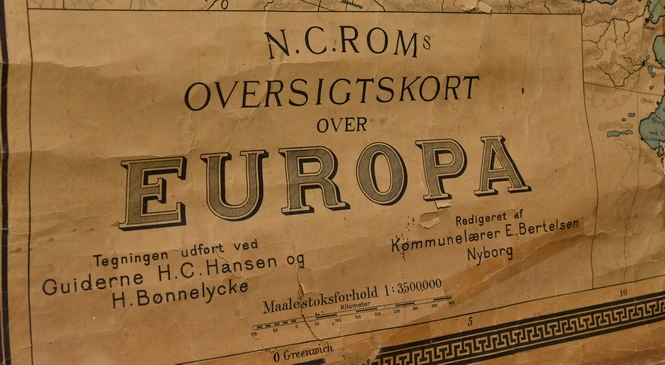 N.C.ROMs
OVERSIGTSKORT
OVER
EUROPA
Tegningen udført ved
Guiderne H.C.Hansen og
H.Bønnelycke
Redigeret af
Kommunelærer E.Bertelsen
Nyborg
Maalestoksforhold 1:3500000
Kilometer
0 Greenwich
5
10